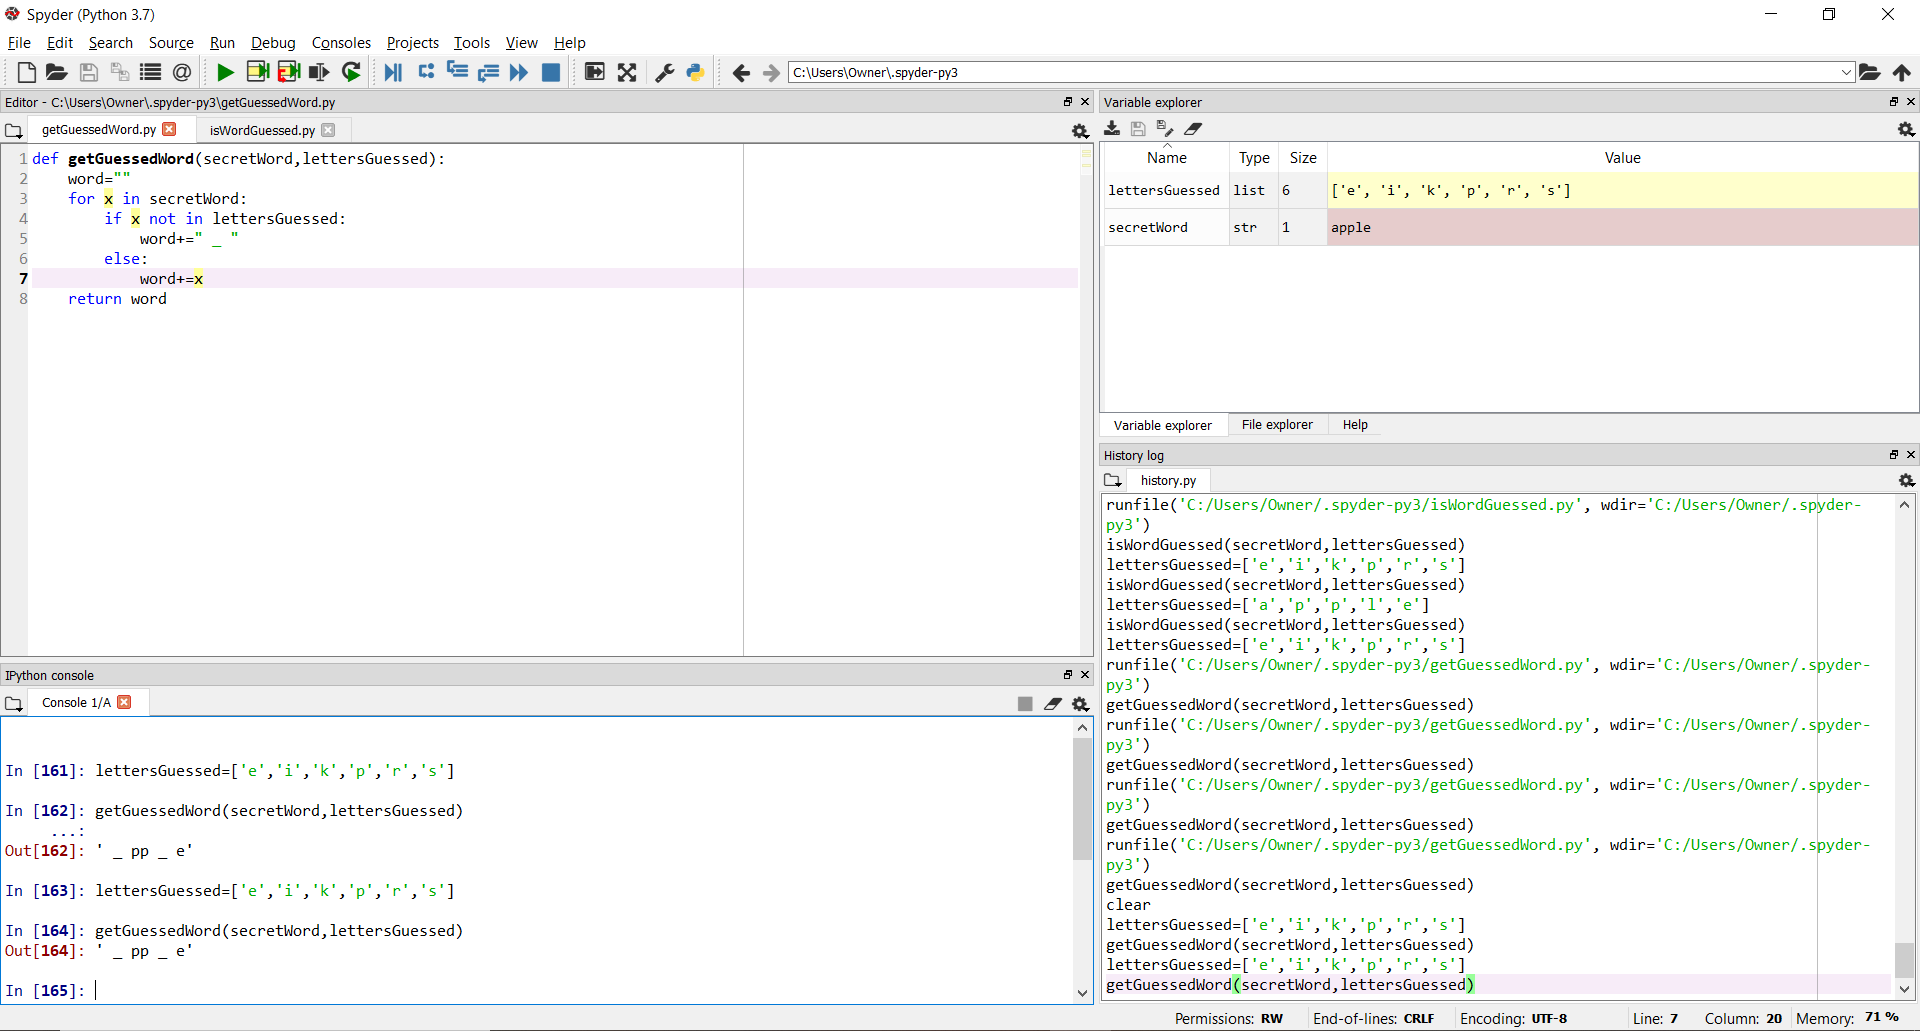 Spyder (Python 3.7)
File Edit Search Source Run Debug Consoles Projects Tools View Help
C:\Users\Owner\.spyder-py3
Editor - C:\Users\Owner\.spyder-py3\getGuessedWord.py
getGuessedWord.py isWordGuessed.py
1 def getGuessedWord(secretWord,lettersGuessed):
2     word=""
3     for x in secretWord:
4         if x not in lettersGuessed:
5             word+=" _ "
6         else:
7             word+=x
8     return word
IPython console
Console 1/A
In [161]: lettersGuessed=['e','i','k','p','r','s']
In [162]: getGuessedWord(secretWord,lettersGuessed)
...:
Out[162]: ' _ pp _ e'
In [163]: lettersGuessed=['e','i','k','p','r','s']
In [164]: getGuessedWord(secretWord,lettersGuessed)
Out[164]: ' _ pp _ e'
In [165]:
Variable explorer
Name Type Size Value
lettersGuessed list 6 ['e', 'i', 'k', 'p', 'r', 's']
secretWord str 1 apple
Variable explorer File explorer Help
History log
history.py
runfile('C:/Users/Owner/.spyder-py3/isWordGuessed.py', wdir='C:/Users/Owner/.spyder-
py3')
isWordGuessed(secretWord,lettersGuessed)
lettersGuessed=['e','i','k','p','r','s']
isWordGuessed(secretWord,lettersGuessed)
lettersGuessed=['a','p','p','l','e']
isWordGuessed(secretWord,lettersGuessed)
lettersGuessed=['e','i','k','p','r','s']
runfile('C:/Users/Owner/.spyder-py3/getGuessedWord.py', wdir='C:/Users/Owner/.spyder-
py3')
getGuessedWord(secretWord,lettersGuessed)
runfile('C:/Users/Owner/.spyder-py3/getGuessedWord.py', wdir='C:/Users/Owner/.spyder-
py3')
getGuessedWord(secretWord,lettersGuessed)
runfile('C:/Users/Owner/.spyder-py3/getGuessedWord.py', wdir='C:/Users/Owner/.spyder-
py3')
getGuessedWord(secretWord,lettersGuessed)
runfile('C:/Users/Owner/.spyder-py3/getGuessedWord.py', wdir='C:/Users/Owner/.spyder-
py3')
getGuessedWord(secretWord,lettersGuessed)
clear
lettersGuessed=['e','i','k','p','r','s']
getGuessedWord(secretWord,lettersGuessed)
lettersGuessed=['e','i','k','p','r','s']
getGuessedWord(secretWord,lettersGuessed)
Permissions: RW End-of-lines: CRLF Encoding: UTF-8 Line: 7 Column: 20 Memory: 71 %